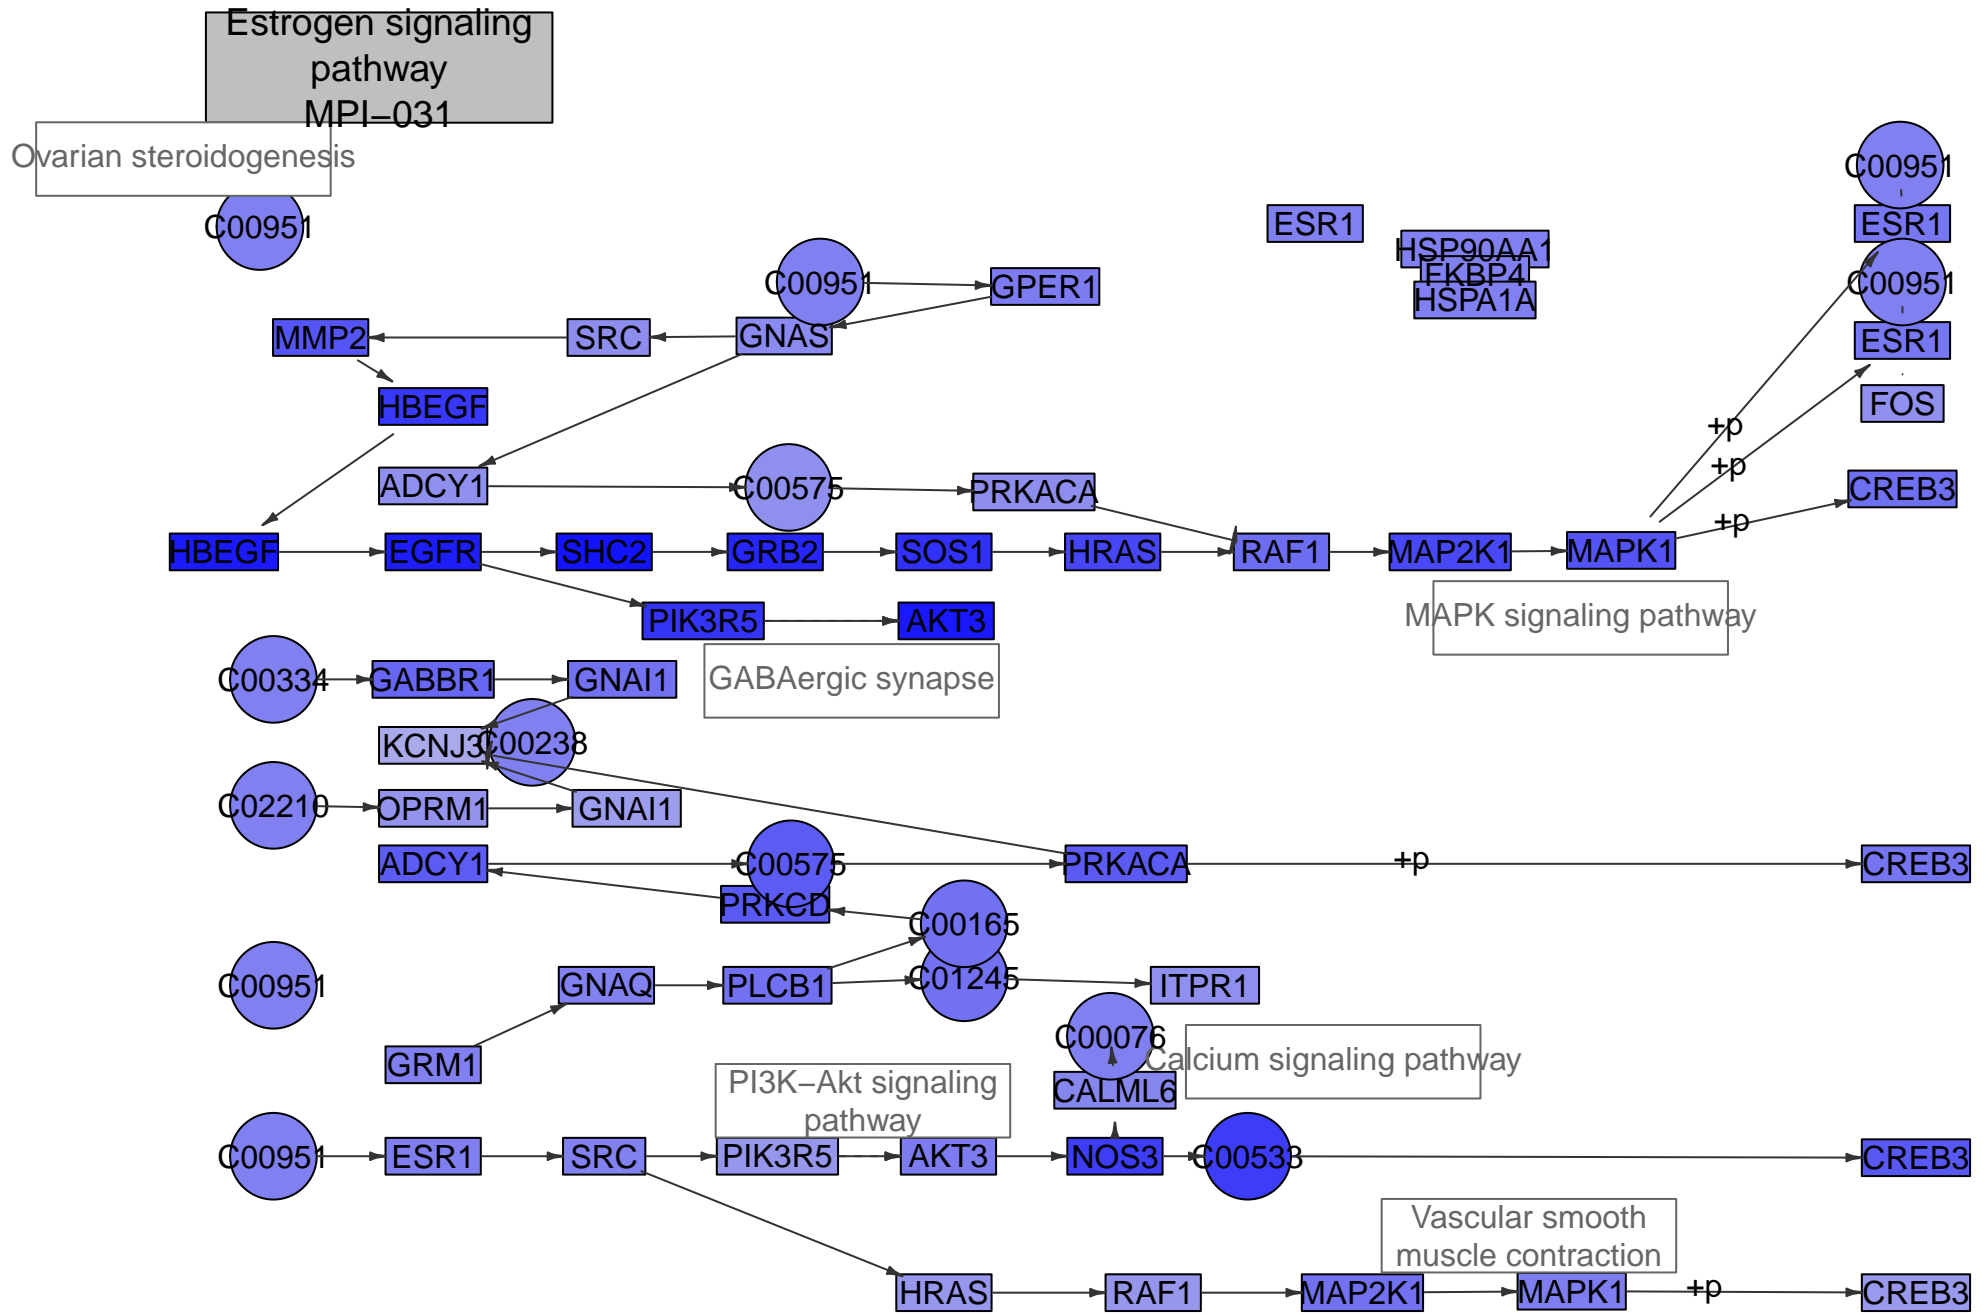 Estrogen signaling
pathway
MPI−031
Ovarian steroidogenesis
C00951
C00951
ESR1
ESR1
C00951
HSP90AA1
FKBP4
HSPA1A
C00951
GPER1
C00951
MMP2
SRC
GNAS
ESR1
HBEGF
FOS
+p
+p
ADCY1
C00575
PRKACA
CREB3
+p
HBEGF
EGFR
SHC2
GRB2
SOS1
HRAS
RAF1
MAP2K1
MAPK1
PIK3R5
AKT3
MAPK signaling pathway
C00334
GABBR1
GNAI1
GABAergic synapse
KCNJ3
C00238
C02210
OPRM1
GNAI1
ADCY1
C00575
PRKACA
+p
CREB3
PRKCD
C00165
C00951
GNAQ
PLCB1
C01245
ITPR1
C00076
Calcium signaling pathway
GRM1
PI3K−Akt signaling
pathway
CALML6
C00951
ESR1
SRC
PIK3R5
AKT3
NOS3
C00533
CREB3
Vascular smooth
muscle contraction
HRAS
RAF1
MAP2K1
MAPK1
+p
CREB3